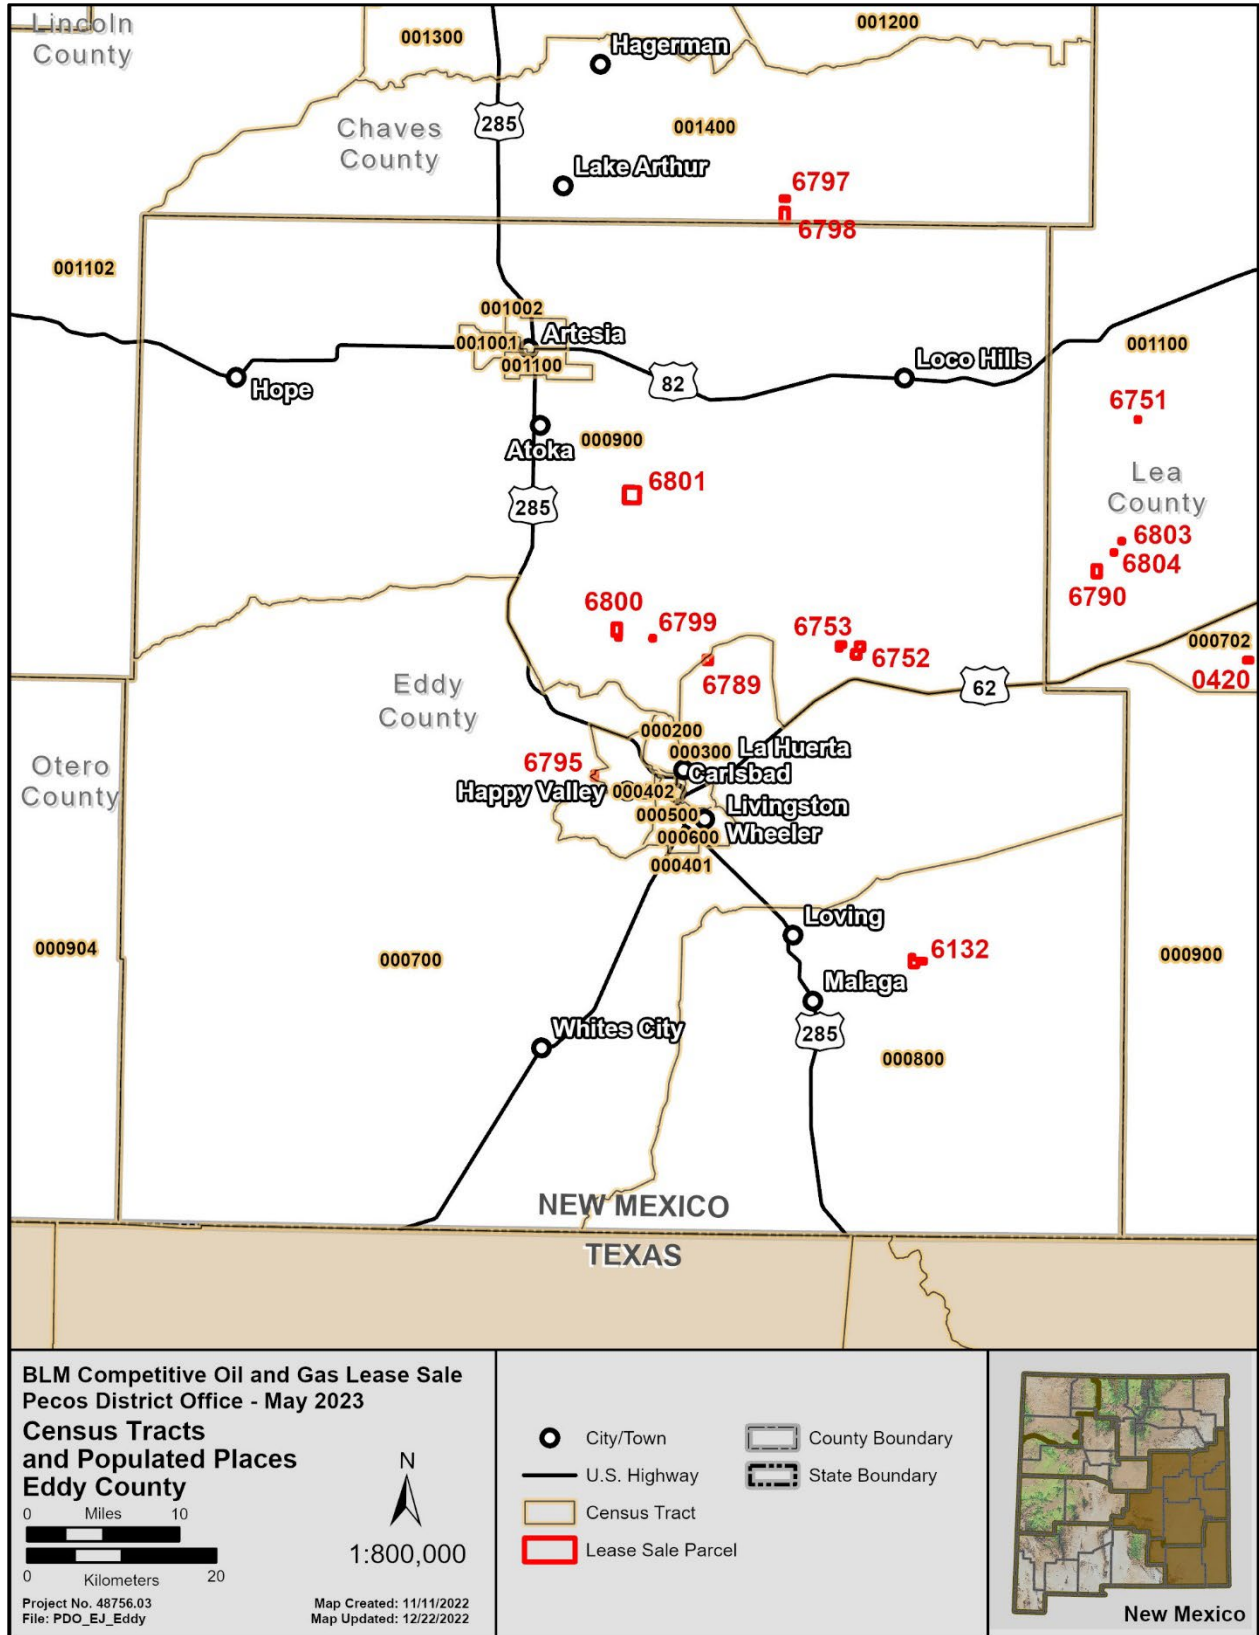 Lincoln
County
001300
001200
Hagerman
285
Chaves
County
001400
Lake Arthur
6797
6798
001102
001002
Artesia
001001
001100
Hope
82
Loco Hills
001100
6751
Atoka
000900
Lea
County
6801
285
6803
6804
6790
6800
6799
6753
6752
000702
6789
0420
Eddy
County
62
000200
000300
La Huerta
Otero
County
6795
Carlsbad
Happy Valley
000402
000500
Livingston
Wheeler
000600
000401
Loving
000904
000700
6132
000900
Malaga
Whites City
285
000800
NEW MEXICO
TEXAS
BLM Competitive Oil and Gas Lease Sale
Pecos District Office - May 2023
Census Tracts
and Populated Places
Eddy County
N
0 Miles 10
0 Kilometers 20
1:800,000
Project No. 48756.03
File: PDO_EJ_Eddy
Map Created: 11/11/2022
Map Updated: 12/22/2022
City/Town
U.S. Highway
Census Tract
Lease Sale Parcel
County Boundary
State Boundary
New Mexico